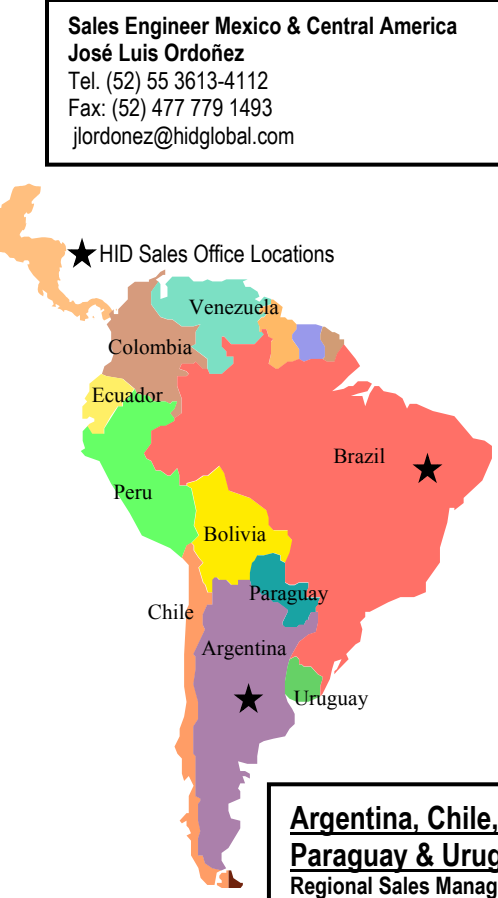 Sales Engineer Mexico & Central America
José Luis Ordoñez
Tel. (52) 55 3613-4112
Fax: (52) 477 779 1493
jlordonez@hidglobal.com
HID Sales Office Locations
Venezuela
Colombia
Ecuador
Brazil
Peru
Bolivia
Paraguay
Chile
Argentina
Uruguay
Argentina, Chile,
Paraguay & Urug
Regional Sales Manag